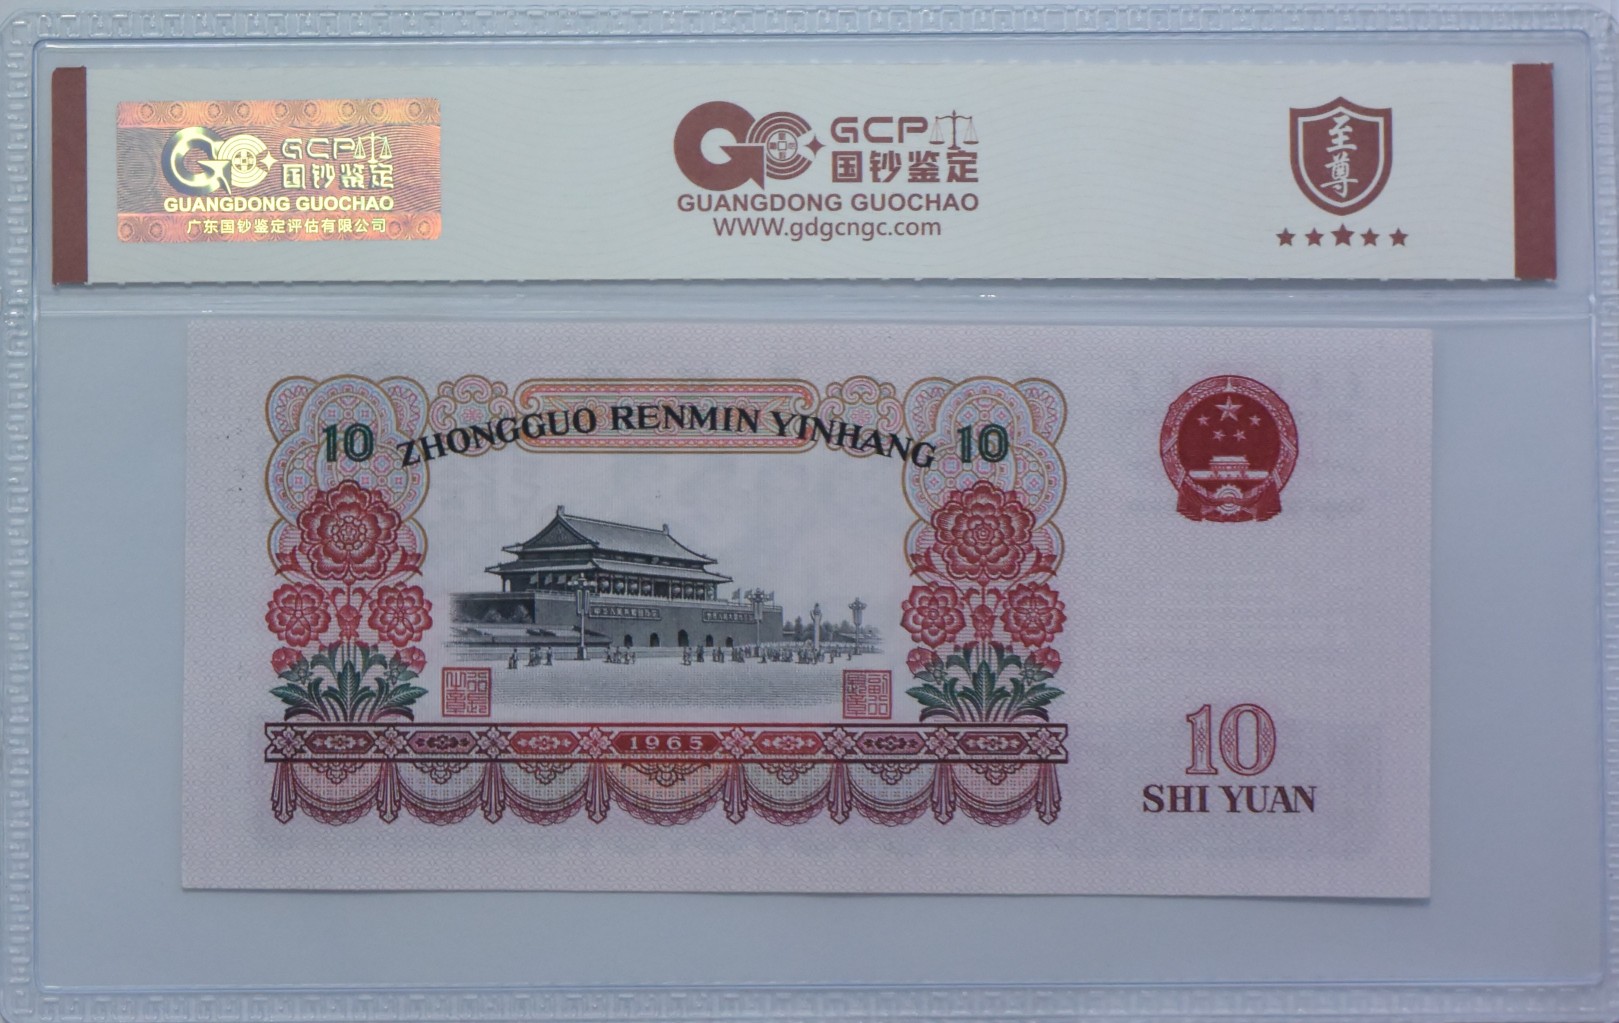 GCP
国钞鉴定
GUANGDONG GUOCHAO
广东国钞鉴定评估有限公司
GCP
国钞鉴定
GUANGDONG GUOCHAO
WWW.gdgcngc.com
至尊
10 ZHONGGUO RENMIN YINHANG 10
1965
10
SHI YUAN